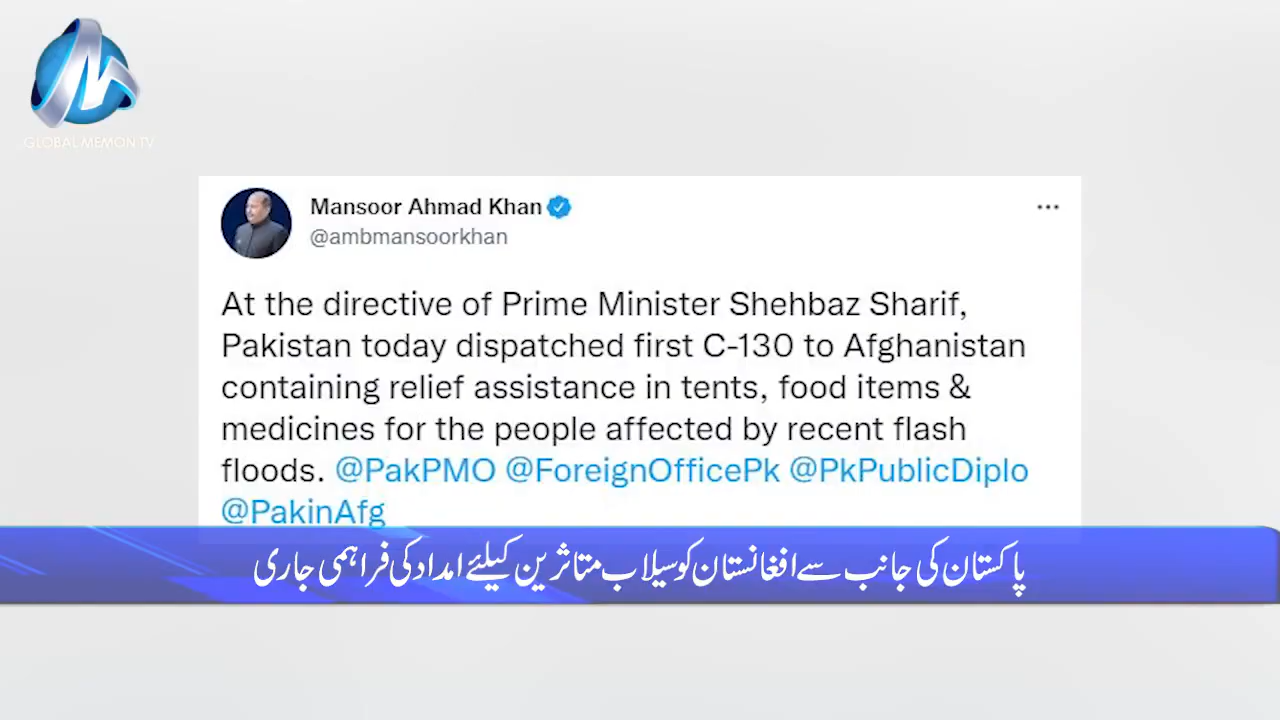 GLOBAL MEMON TV
Mansoor Ahmad Khan
@ambmansoorkhan
At the directive of Prime Minister Shehbaz Sharif,
Pakistan today dispatched first C-130 to Afghanistan
containing relief assistance in tents, food items &
medicines for the people affected by recent flash
floods. @PakPMO @ForeignOfficePk @PkPublicDiplo
@PakinAfg
پاکستان کی جانب سے افغانستان کو سیلاب متاثرین کیلئے امداد کی فراہمی جاری